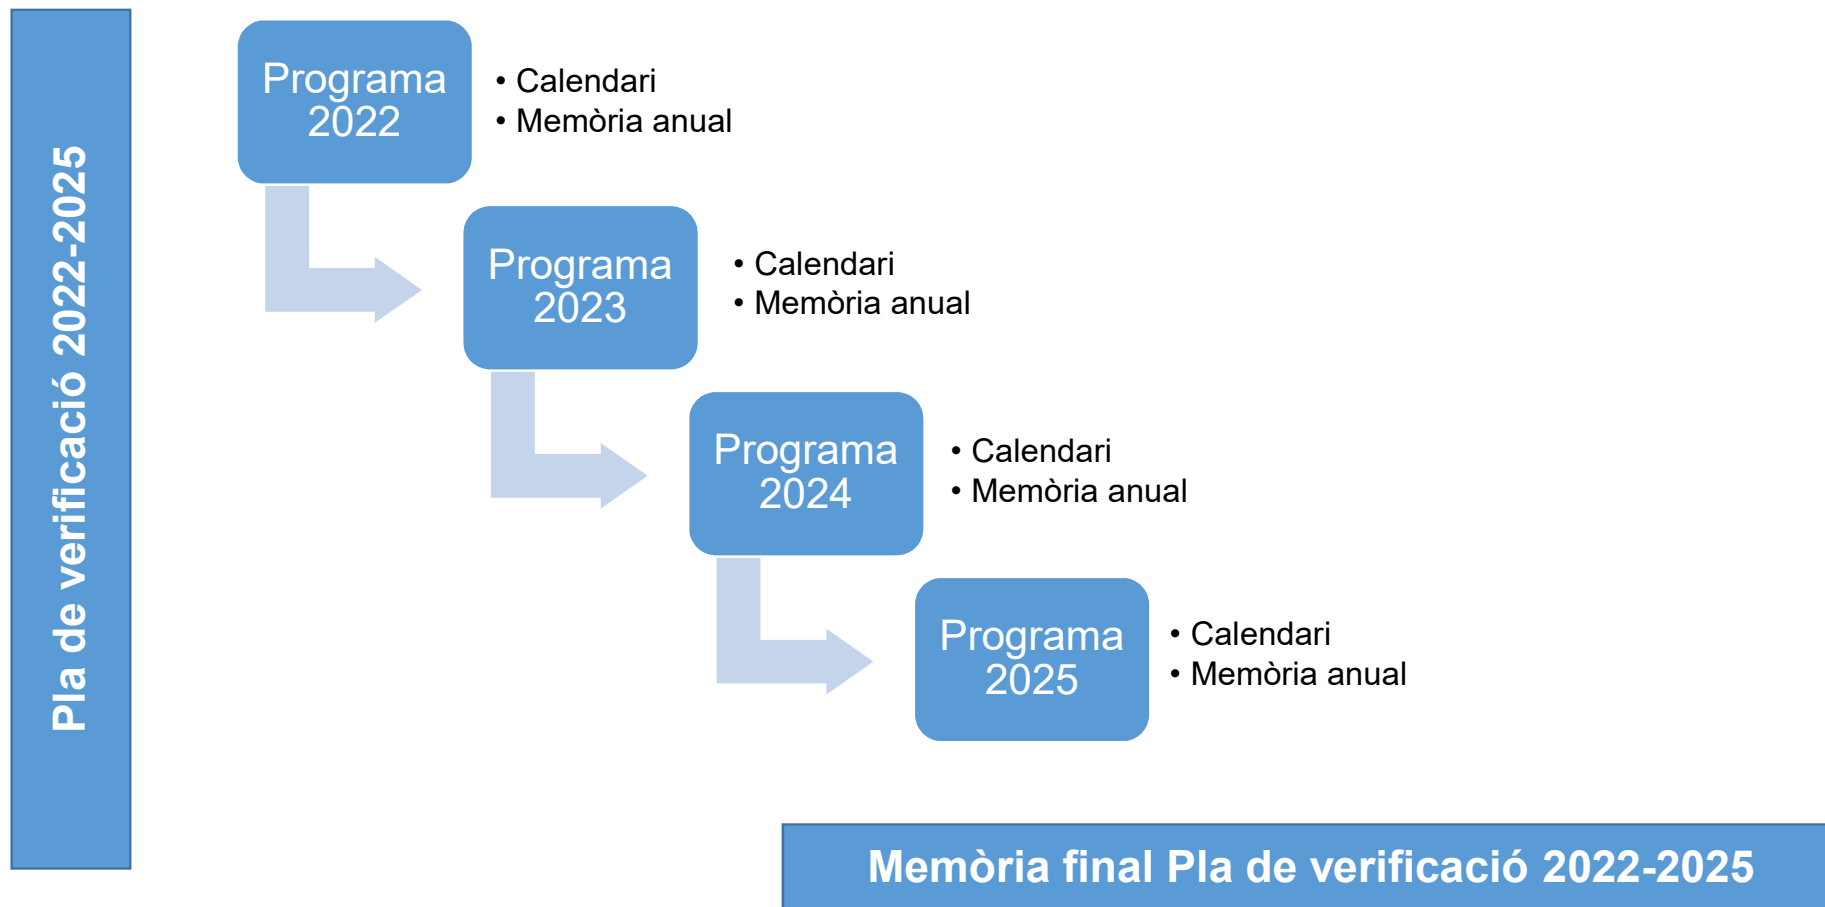 Pla de verificació 2022-2025
Programa
2022
• Calendari
• Memòria anual
Programa
2023
• Calendari
• Memòria anual
Programa
2024
• Calendari
• Memòria anual
Programa
2025
• Calendari
• Memòria anual
Memòria final Pla de verificació 2022-2025